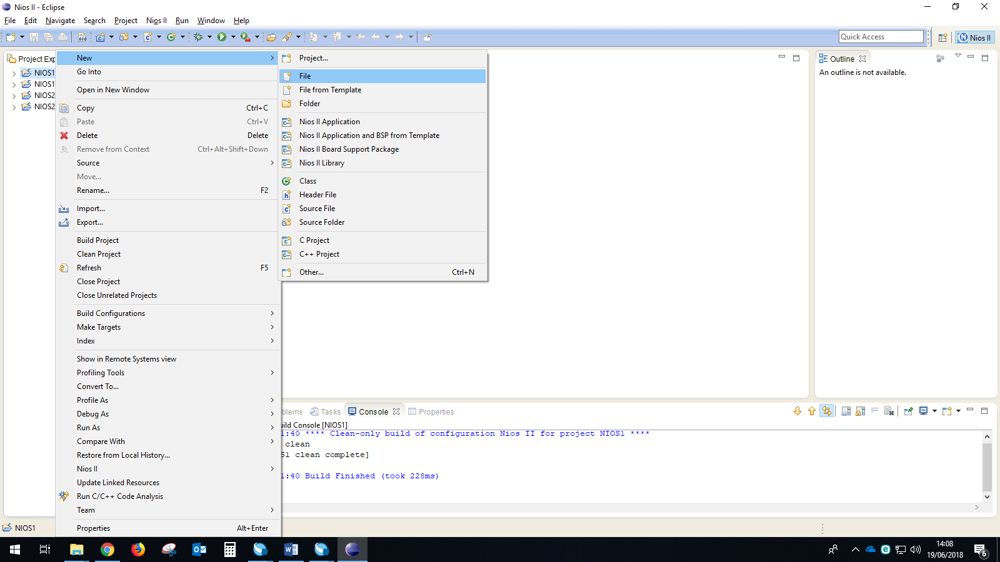 Nios II - Eclipse
File Edit Navigate Search Project Nios II Run Window Help
Quick Access
Nios II
Project Exp
NIOS1
NIOS1
NIOS2
NIOS2
New
Go Into
Open in New Window
Copy Ctrl+C
Paste Ctrl+V
Delete Delete
Remove from Context Ctrl+Alt+Shift+Down
Source
Move...
Rename... F2
Import...
Export...
Build Project
Clean Project
Refresh F5
Close Project
Close Unrelated Projects
Build Configurations
Make Targets
Index
Show in Remote Systems view
Profiling Tools
Convert To...
Profile As
Debug As
Run As
Compare With
Restore from Local History...
Nios II
Update Linked Resources
Run C/C++ Code Analysis
Team
Properties Alt+Enter
Project...
File
File from Template
Folder
Nios II Application
Nios II Application and BSP from Template
Nios II Board Support Package
Nios II Library
Class
Header File
Source File
Source Folder
C Project
C++ Project
Other... Ctrl+N
Outline
An outline is not available.
blems Tasks Console Properties
uild Console [NIOS1]
1:40 **** Clean-only build of configuration Nios II for project NIOS1 ****
clean
S1 clean complete]
1:40 Build Finished (took 228ms)
NIOS1
14:08
19/06/2018
6